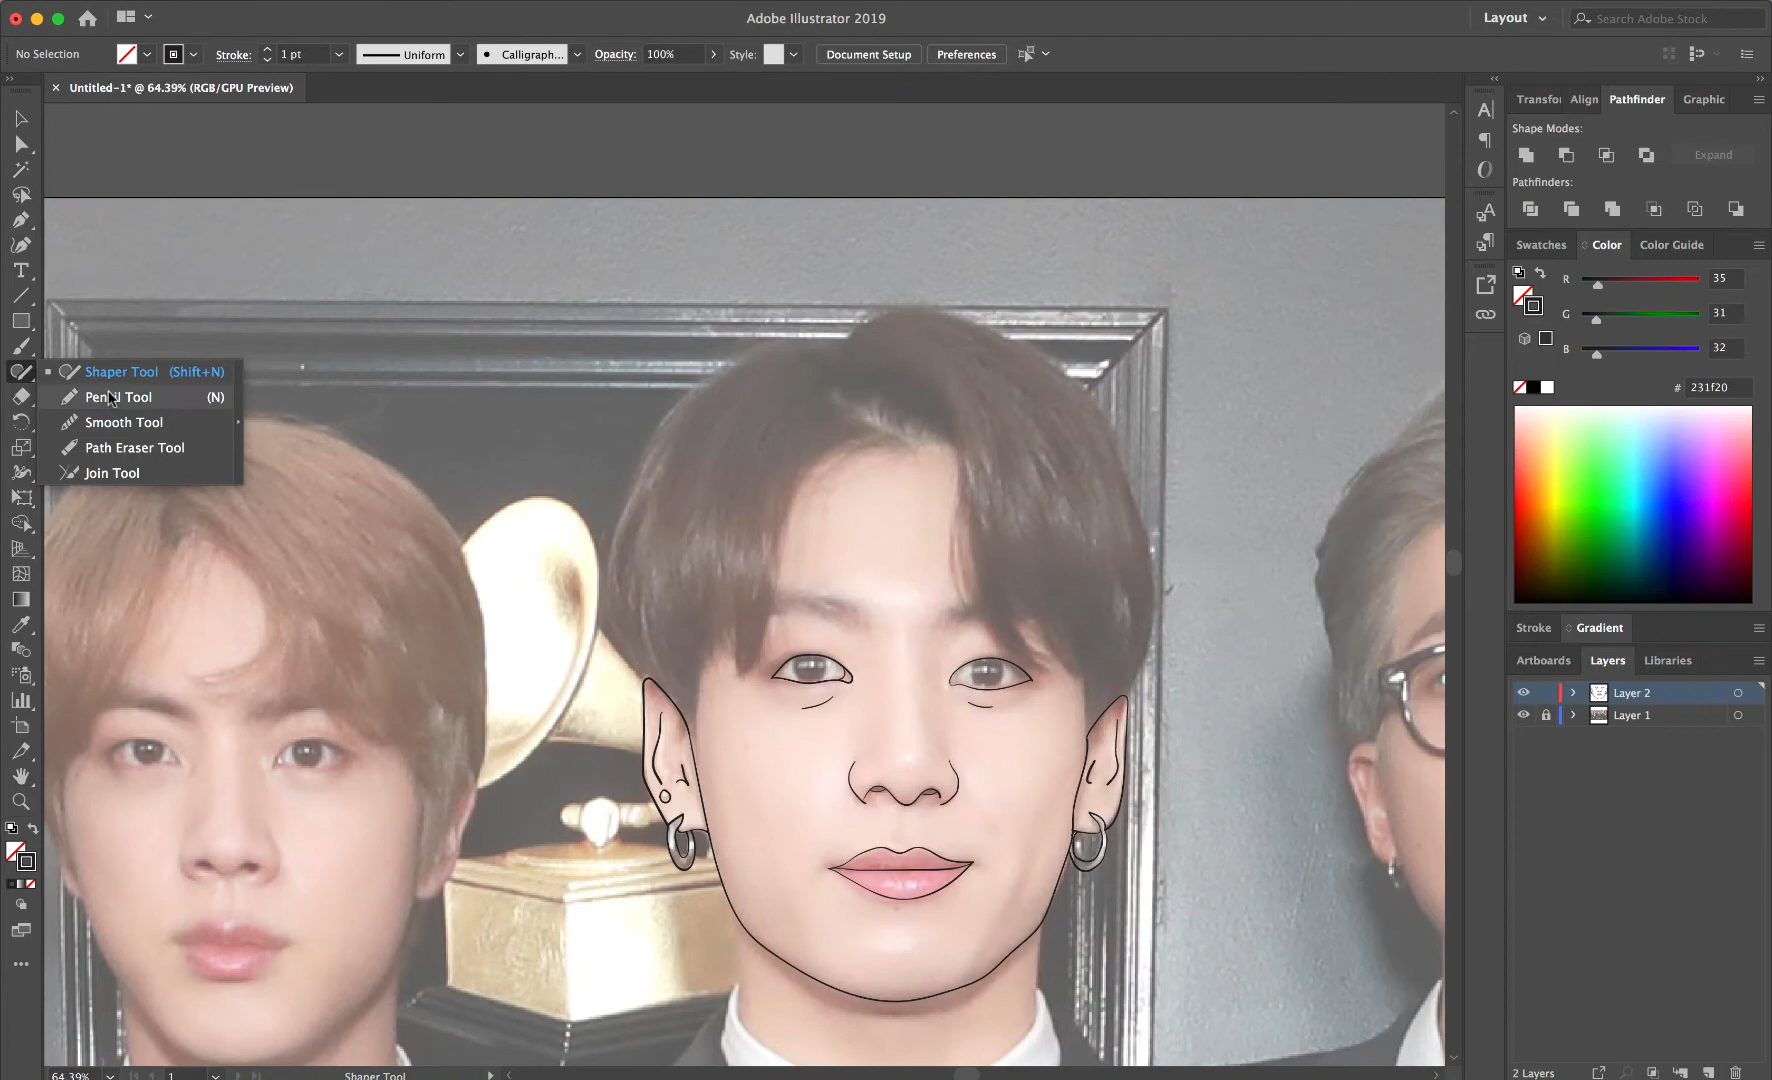 Adobe Illustrator 2019
Layout
Search Adobe Stock
No Selection
Stroke:
1 pt
Uniform
Calligraph...
Opacity:
100%
Style:
Document Setup
Preferences
Untitled-1* @ 64.39% (RGB/GPU Preview)
Transfo
Align
Pathfinder
Graphic
Shape Modes:
Expand
Pathfinders:
Swatches
Color
Color Guide
R 35
G 31
B 32
# 231f20
Shaper Tool (Shift+N)
Pencil Tool (N)
Smooth Tool
Path Eraser Tool
Join Tool
Stroke
Gradient
Artboards
Layers
Libraries
Layer 2
Layer 1
64.39%
1
Shaper Tool
2 Layers